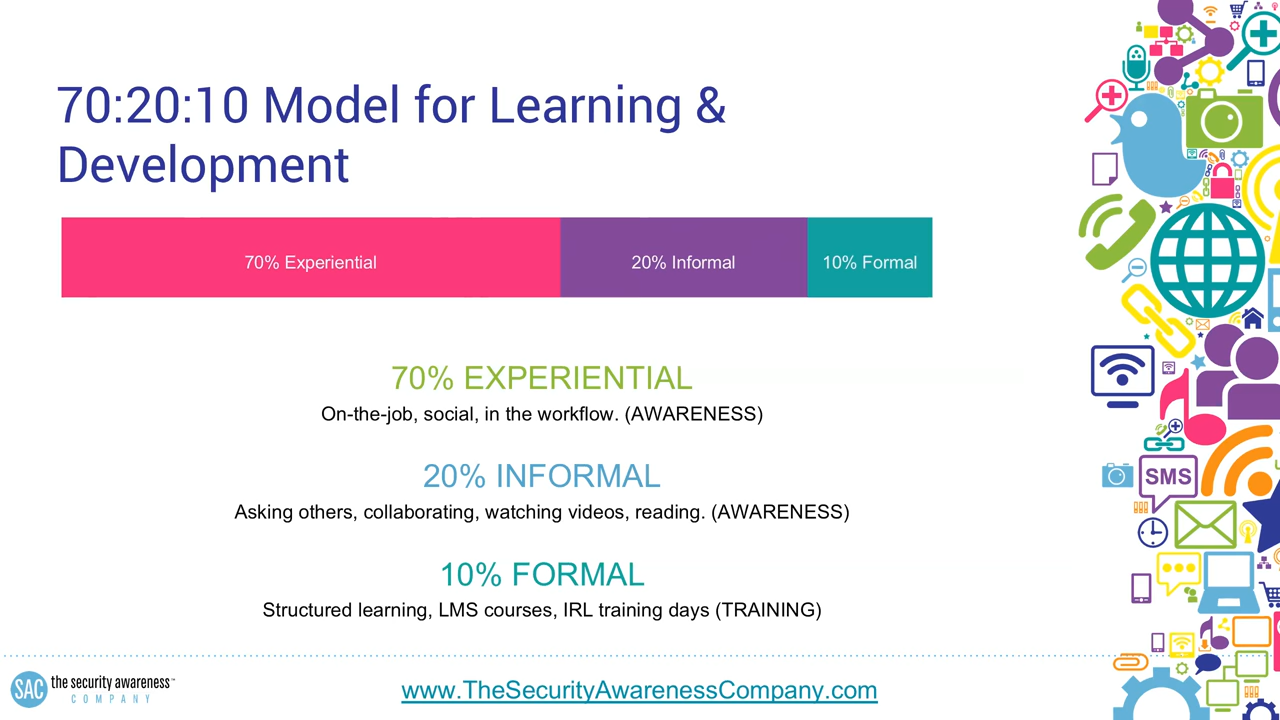 70:20:10 Model for Learning &
Development
70% Experiential
20% Informal
10% Formal
70% EXPERIENTIAL
On-the-job, social, in the workflow. (AWARENESS)
20% INFORMAL
Asking others, collaborating, watching videos, reading. (AWARENESS)
10% FORMAL
Structured learning, LMS courses, IRL training days (TRAINING)
SMS
SAC the security awareness™
COMPANY
www.TheSecurityAwarenessCompany.com